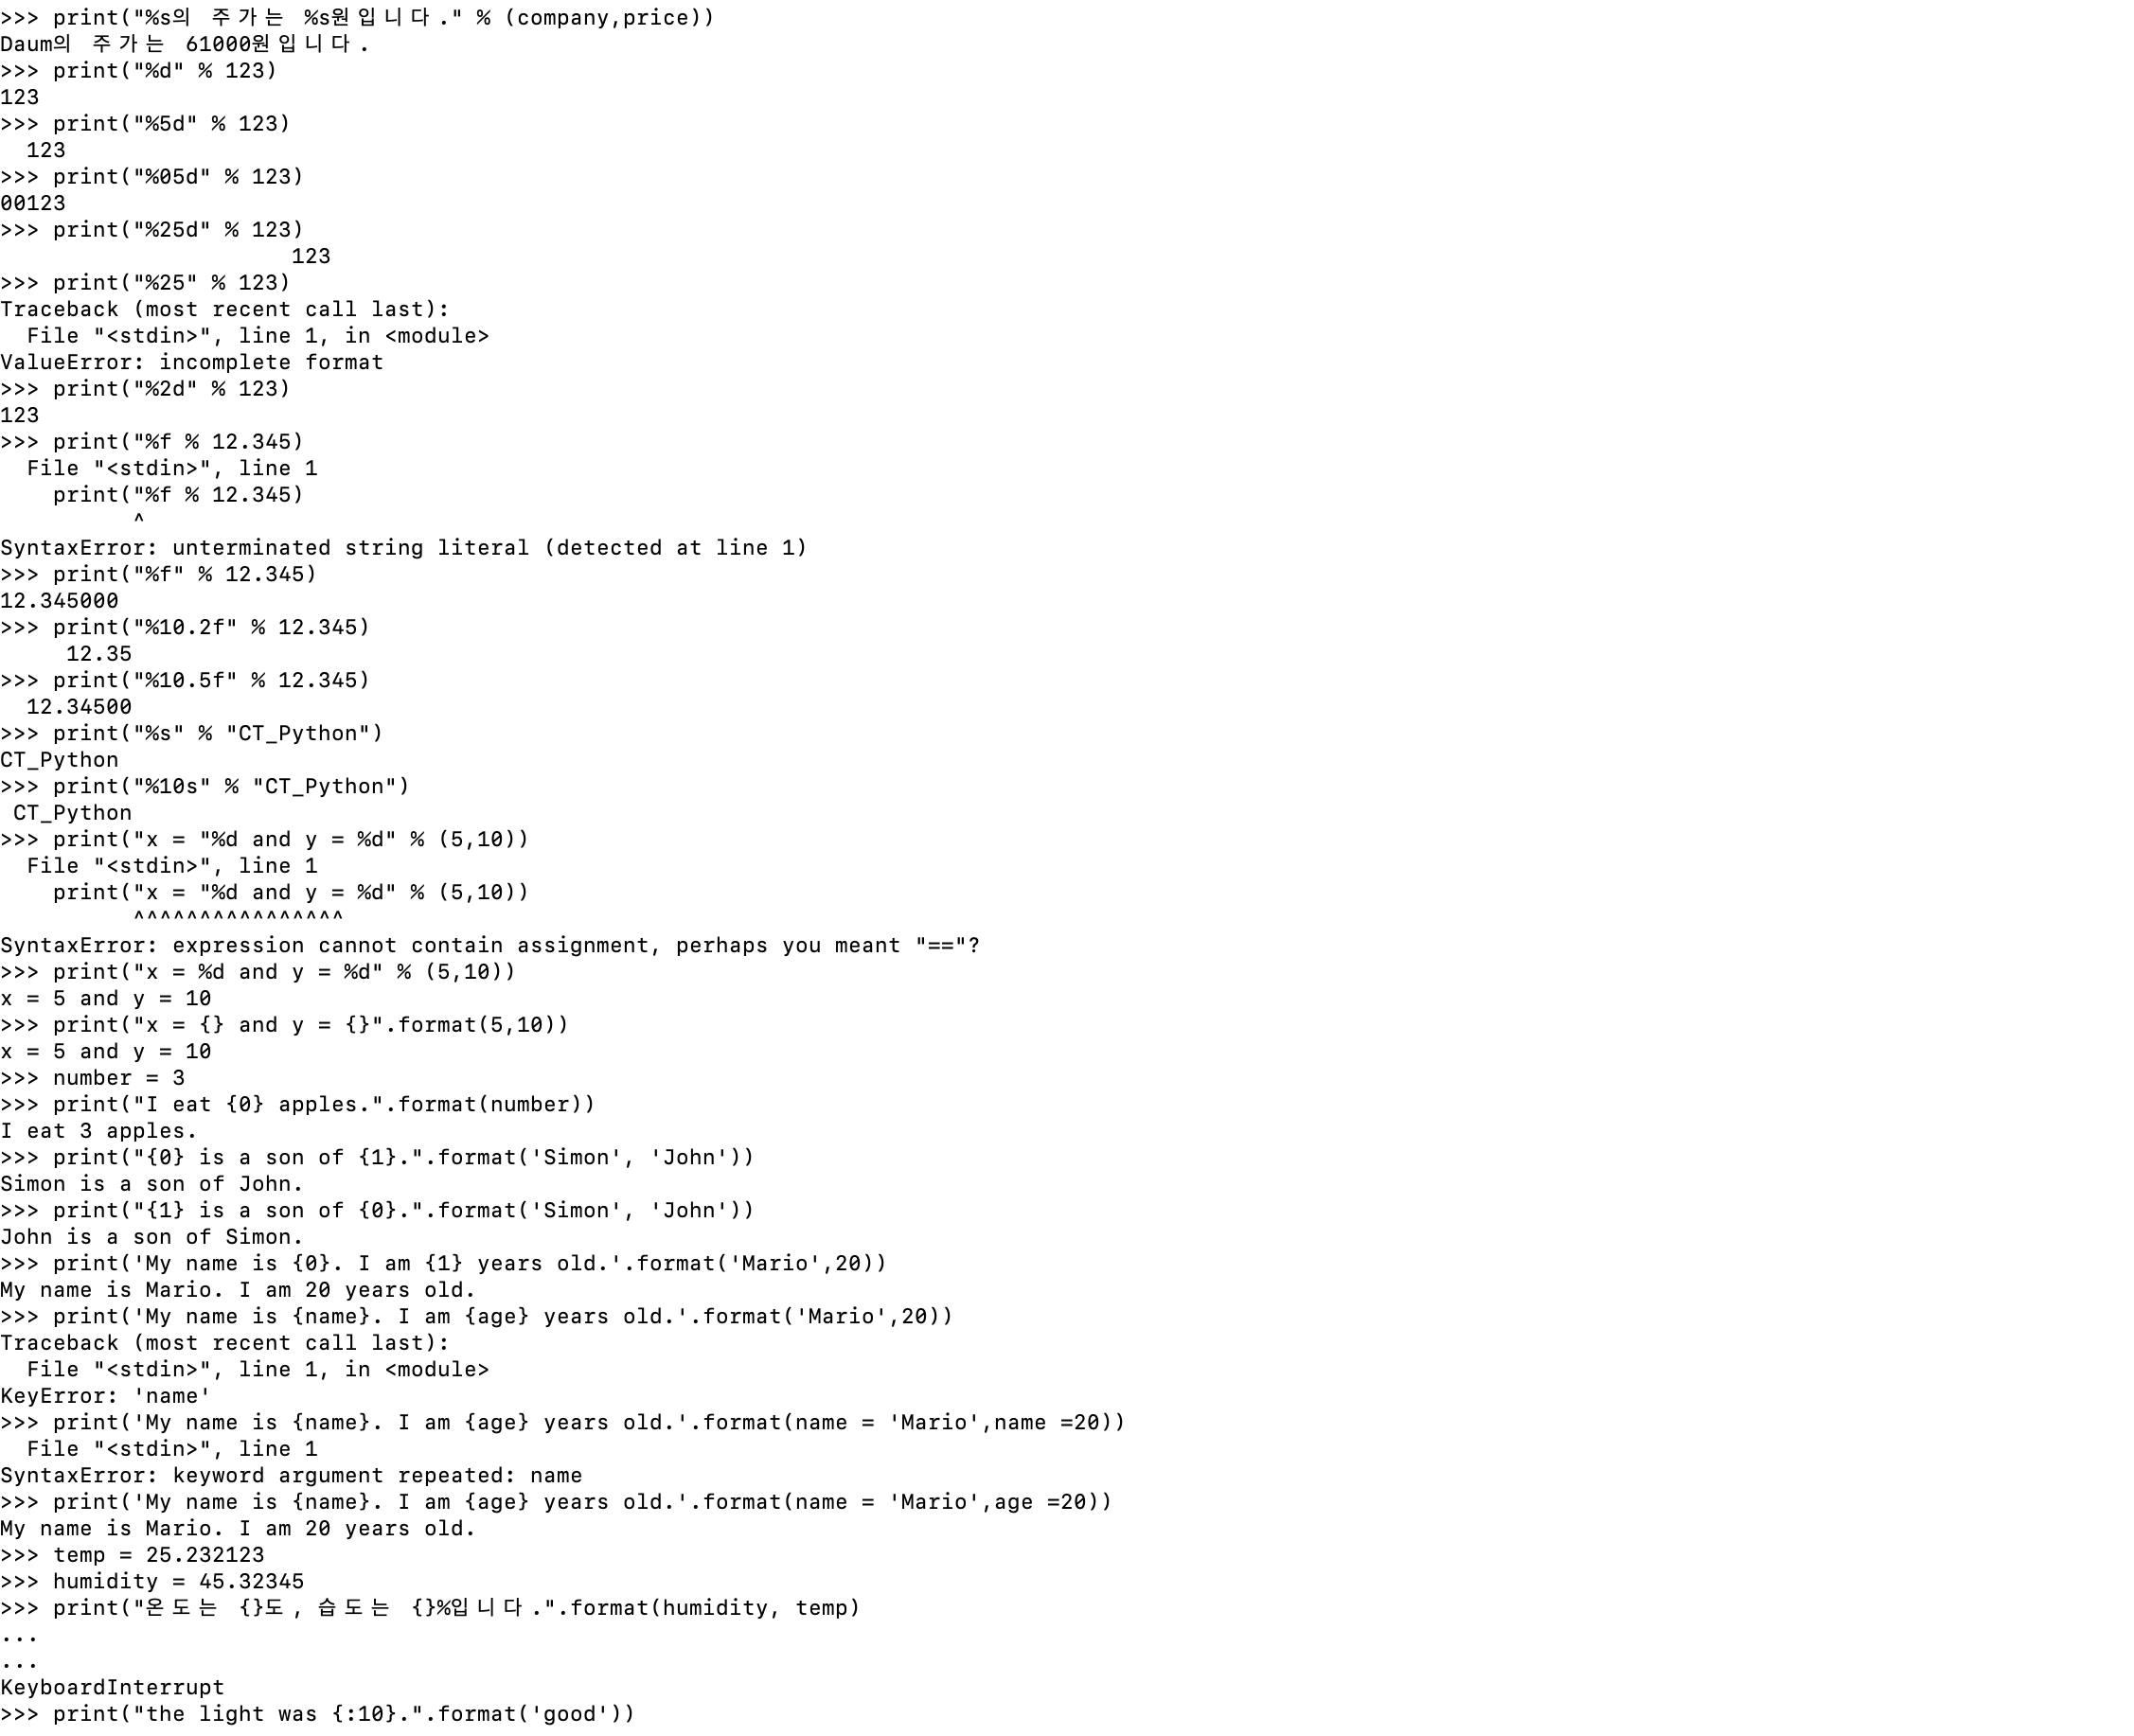 >>> print("%s의 주가는 %s원입니다." % (company,price))
Daum의 주가는 61000원입니다.
>>> print("%d" % 123)
123
>>> print("%5d" % 123)
  123
>>> print("%05d" % 123)
00123
>>> print("%25d" % 123)
                      123
>>> print("%25" % 123)
Traceback (most recent call last):
  File "<stdin>", line 1, in <module>
ValueError: incomplete format
>>> print("%2d" % 123)
123
>>> print("%f % 12.345)
  File "<stdin>", line 1
    print("%f % 12.345)
          ^
SyntaxError: unterminated string literal (detected at line 1)
>>> print("%f" % 12.345)
12.345000
>>> print("%10.2f" % 12.345)
     12.35
>>> print("%10.5f" % 12.345)
  12.34500
>>> print("%s" % "CT_Python")
CT_Python
>>> print("%10s" % "CT_Python")
 CT_Python
>>> print("x = "%d and y = %d" % (5,10))
  File "<stdin>", line 1
    print("x = "%d and y = %d" % (5,10))
          ^^^^^^^^^^^^^^^^
SyntaxError: expression cannot contain assignment, perhaps you meant "=="?
>>> print("x = %d and y = %d" % (5,10))
x = 5 and y = 10
>>> print("x = {} and y = {}".format(5,10))
x = 5 and y = 10
>>> number = 3
>>> print("I eat {0} apples.".format(number))
I eat 3 apples.
>>> print("{0} is a son of {1}.".format('Simon', 'John'))
Simon is a son of John.
>>> print("{1} is a son of {0}.".format('Simon', 'John'))
John is a son of Simon.
>>> print('My name is {0}. I am {1} years old.'.format('Mario',20))
My name is Mario. I am 20 years old.
>>> print('My name is {name}. I am {age} years old.'.format('Mario',20))
Traceback (most recent call last):
  File "<stdin>", line 1, in <module>
KeyError: 'name'
>>> print('My name is {name}. I am {age} years old.'.format(name = 'Mario',name =20))
  File "<stdin>", line 1
SyntaxError: keyword argument repeated: name
>>> print('My name is {name}. I am {age} years old.'.format(name = 'Mario',age =20))
My name is Mario. I am 20 years old.
>>> temp = 25.232123
>>> humidity = 45.32345
>>> print("온도는 {}도, 습도는 {}%입니다.".format(humidity, temp)
...
...
KeyboardInterrupt
>>> print("the light was {:10}.".format('good'))